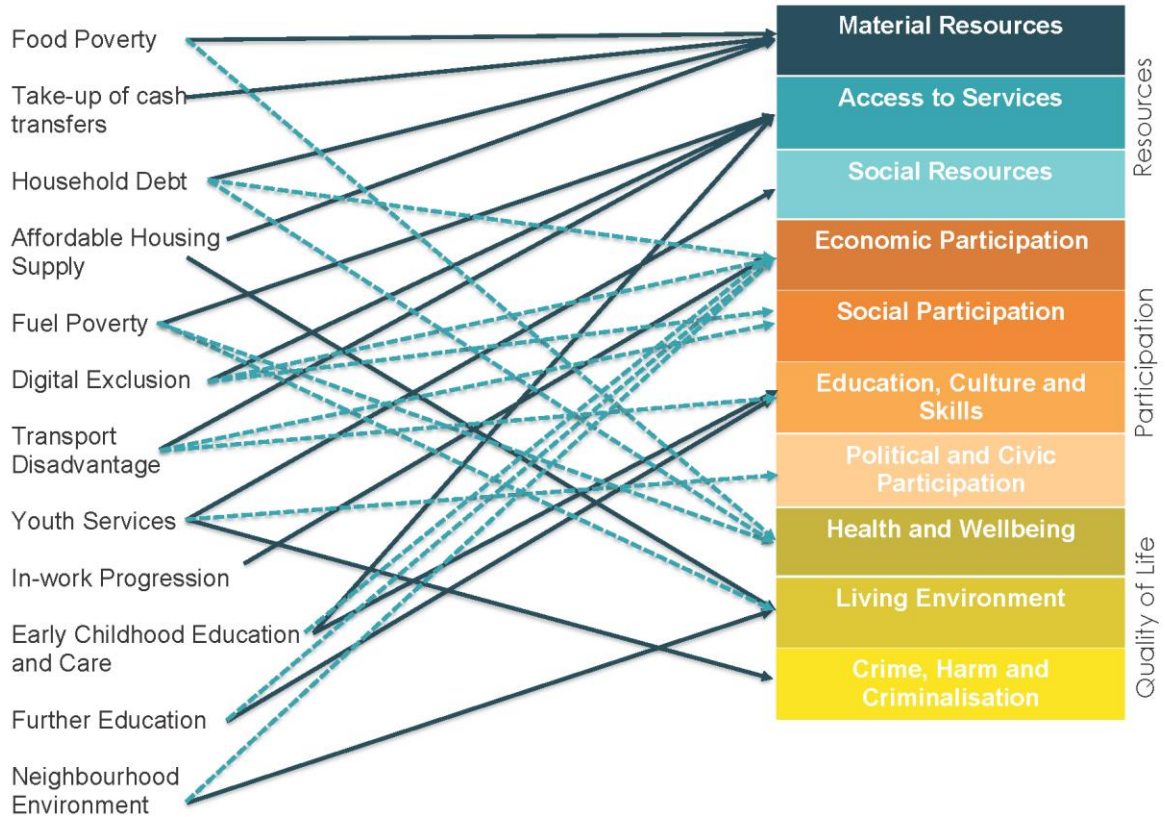 Food Poverty
Take-up of cash
transfers
Household Debt
Affordable Housing
Supply
Fuel Poverty
Digital Exclusion
Transport
Disadvantage
Youth Services
In-work Progression
Early Childhood Education
and Care
Further Education
Neighbourhood
Environment
Material Resources
Access to Services
Social Resources
Economic Participation
Social Participation
Education, Culture and
Skills
Political and Civic
Participation
Health and Wellbeing
Living Environment
Crime, Harm and
Criminalisation
Resources
Participation
Quality of Life